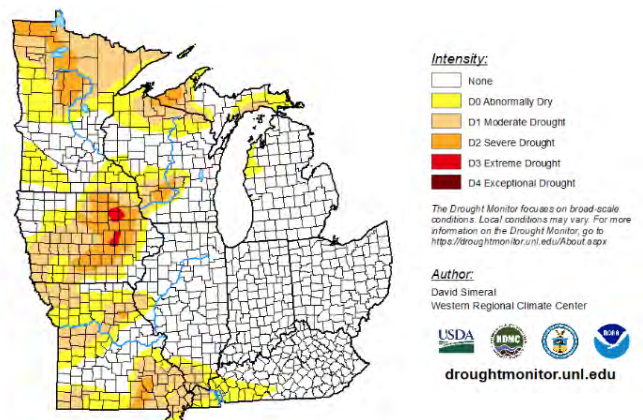 Intensity:
None
D0 Abnormally Dry
D1 Moderate Drought
D2 Severe Drought
D3 Extreme Drought
D4 Exceptional Drought
The Drought Monitor focuses on broad-scale
conditions. Local conditions may vary. For more
information on the Drought Monitor, go to
https://droughtmonitor.unl.edu/About.aspx
Author:
David Simeral
Western Regional Climate Center
USDA
NDMC
NOAA
droughtmonitor.unl.edu